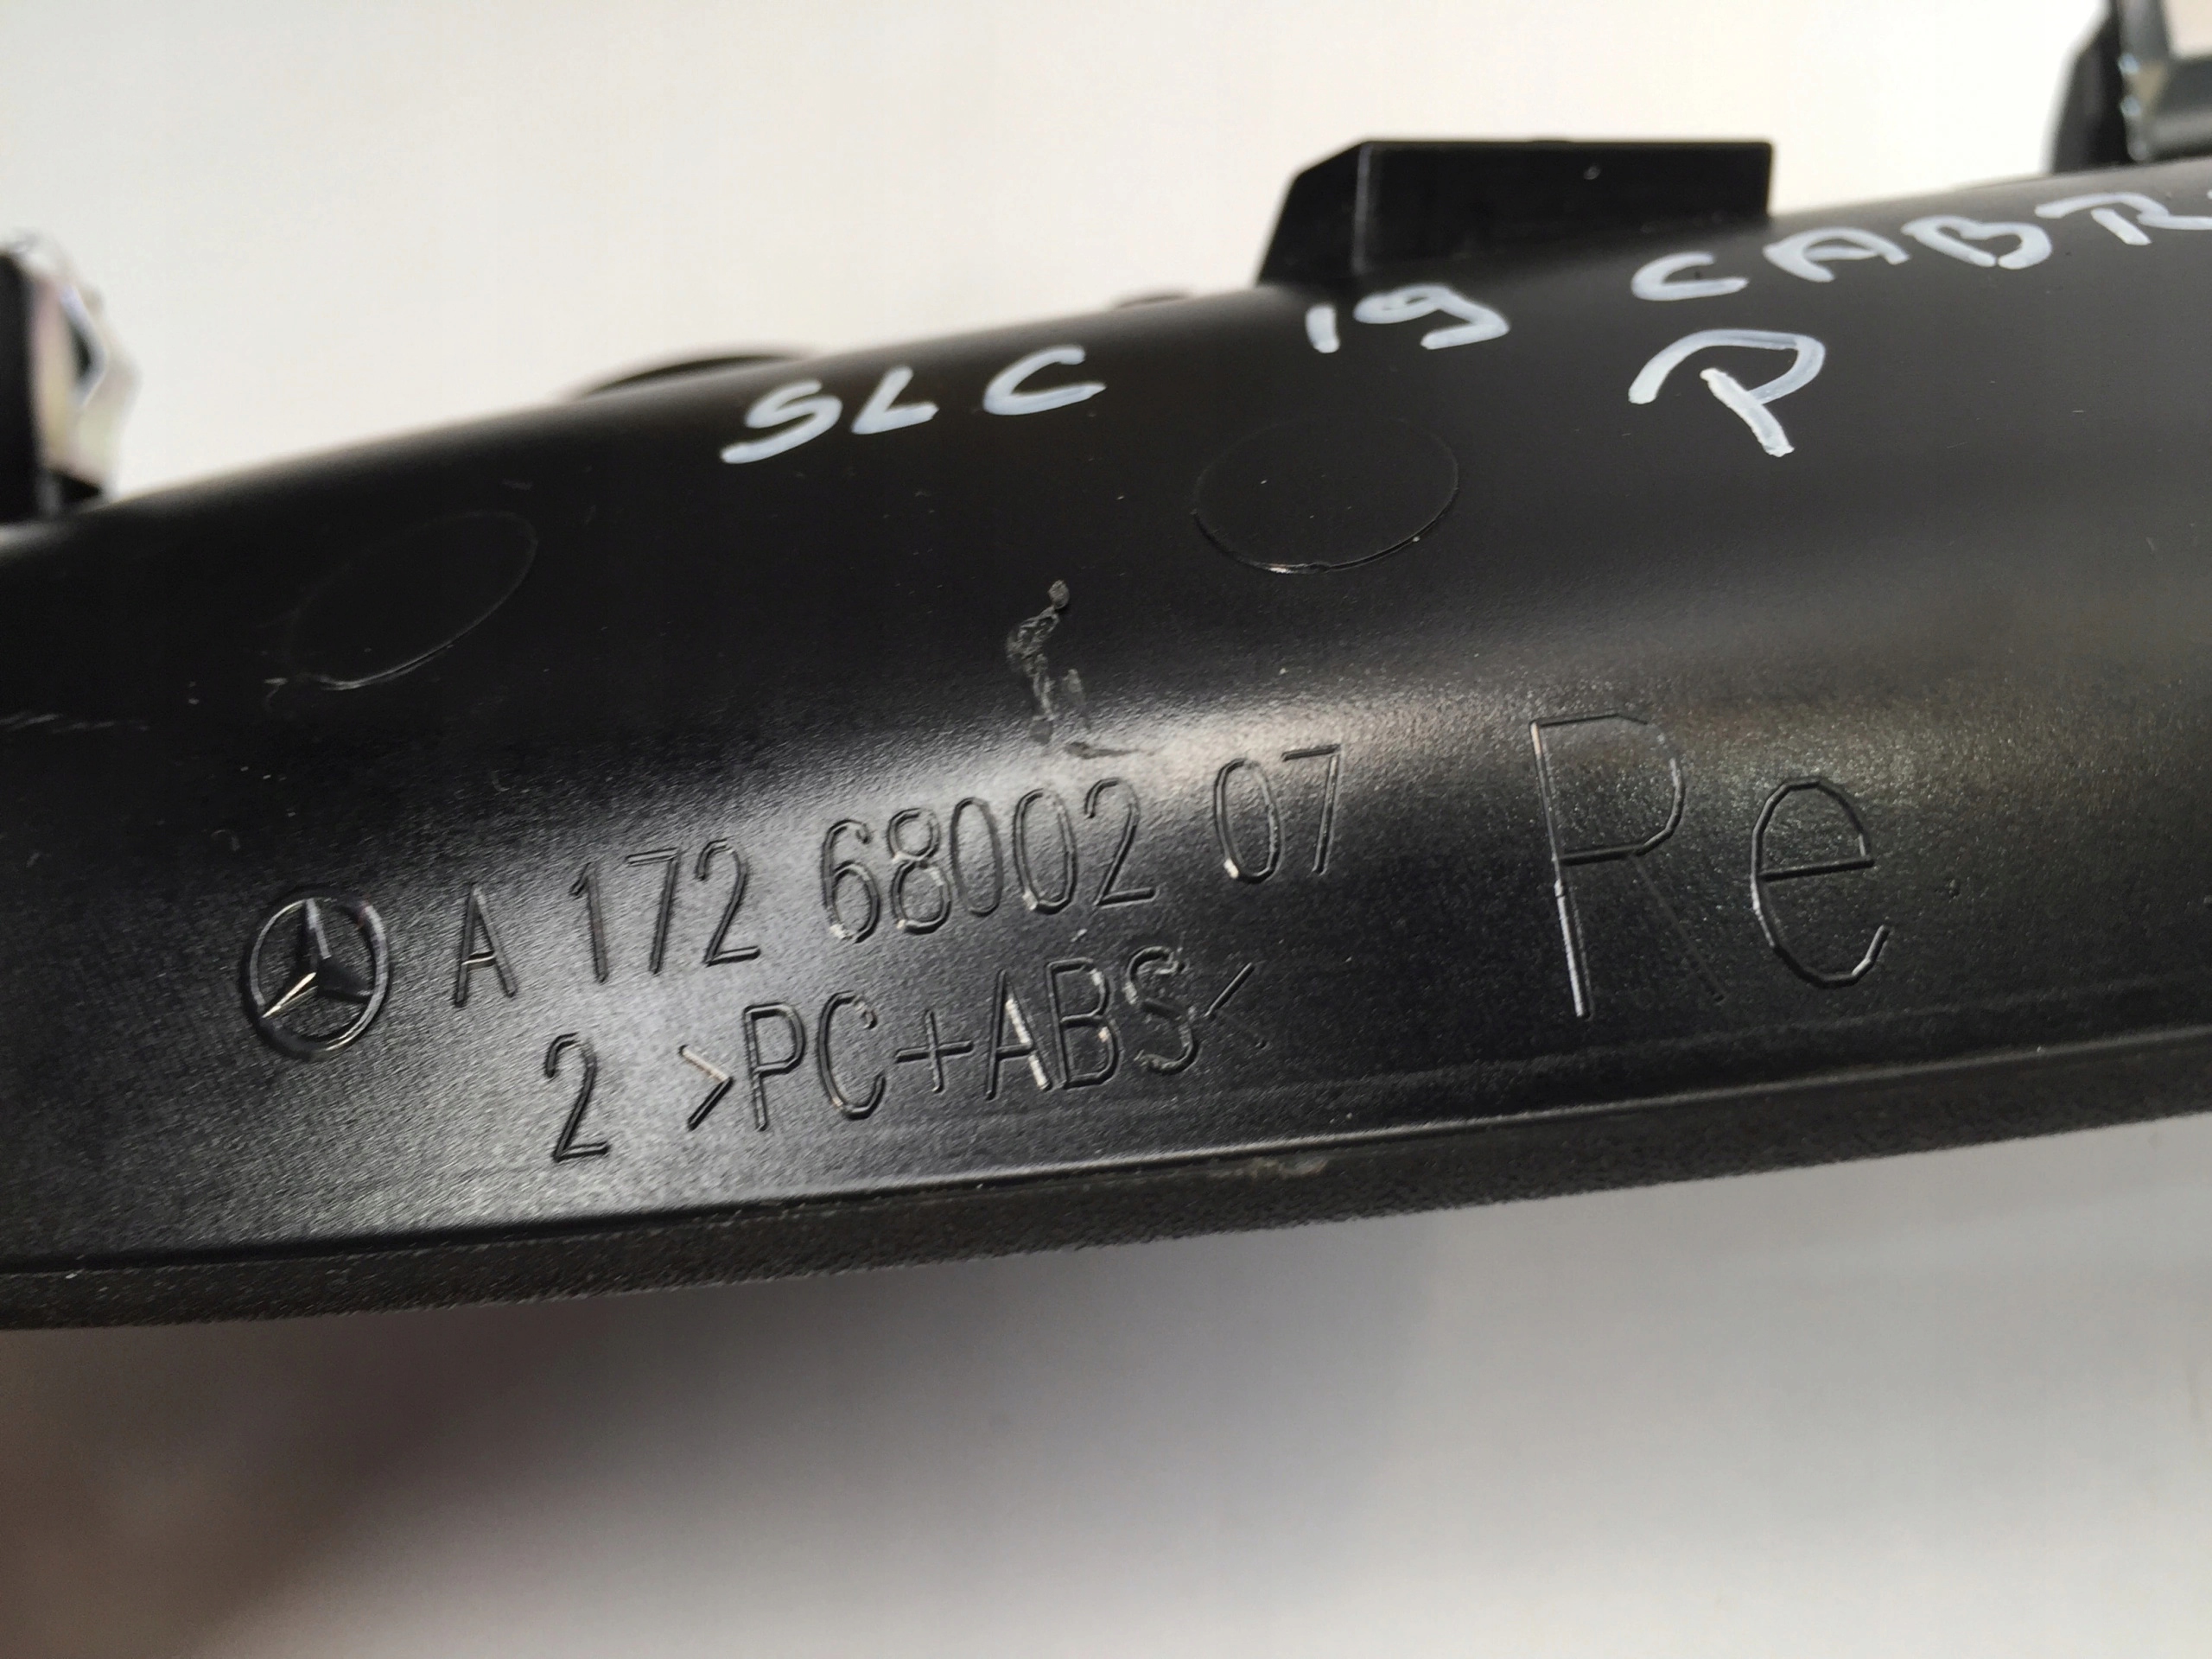 SLC '19 CABR
P
A 172 68002 07
2 >PC+ABS<
Re